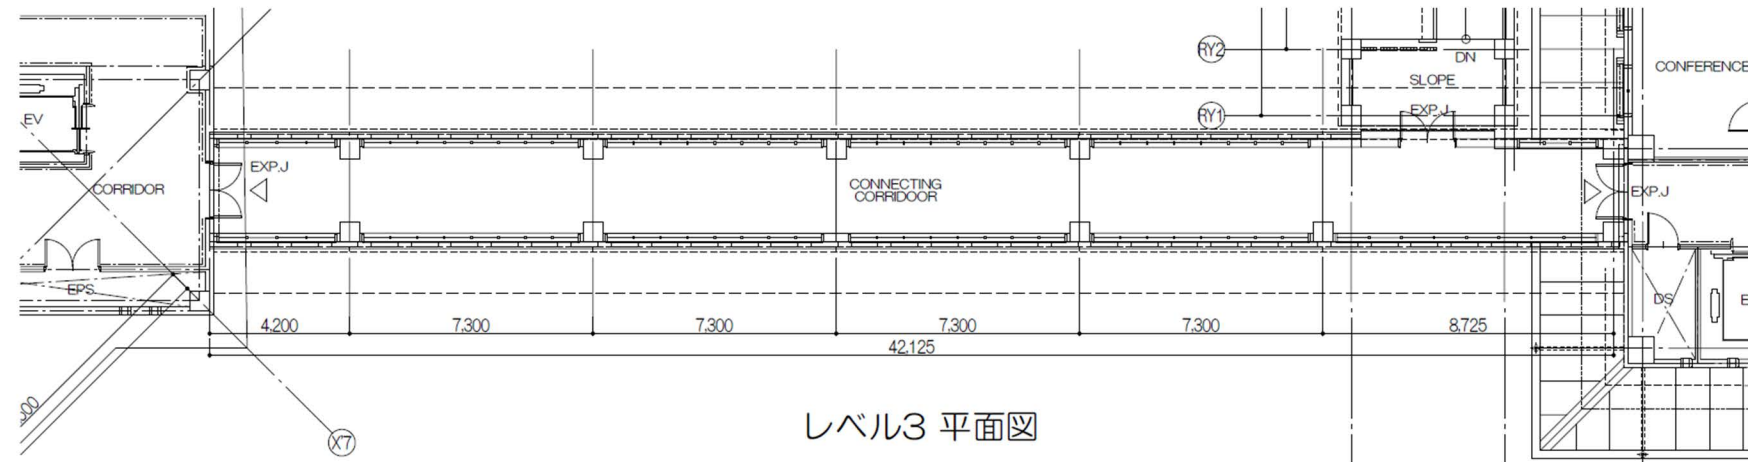 RY2
DN
CONFERENCE
SLOPE
EXP.J
RY1
EV
EXP.J
CORRIDOR
CONNECTING
CORRIDOOR
EXP.J
EPS
DS
E
4,200
7,300
7,300
7,300
7,300
8,725
42,125
レベル3 平面図
X'7